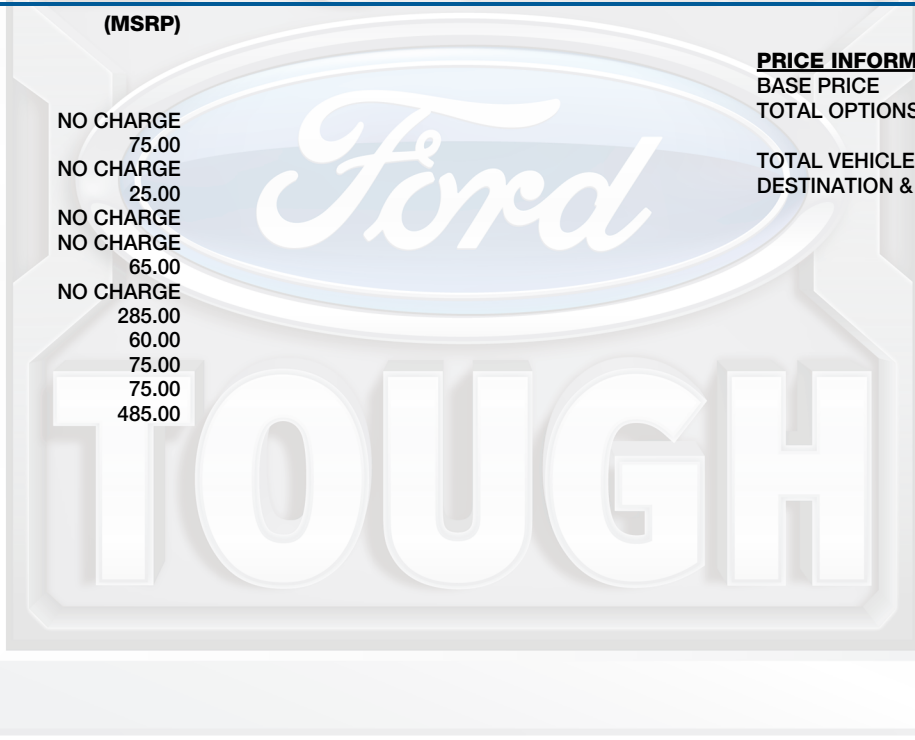 (MSRP)
NO CHARGE
75.00
NO CHARGE
25.00
NO CHARGE
NO CHARGE
65.00
NO CHARGE
285.00
60.00
75.00
75.00
485.00
PRICE INFORM
BASE PRICE
TOTAL OPTIONS
TOTAL VEHICLE
DESTINATION &
Ford
TOUGH